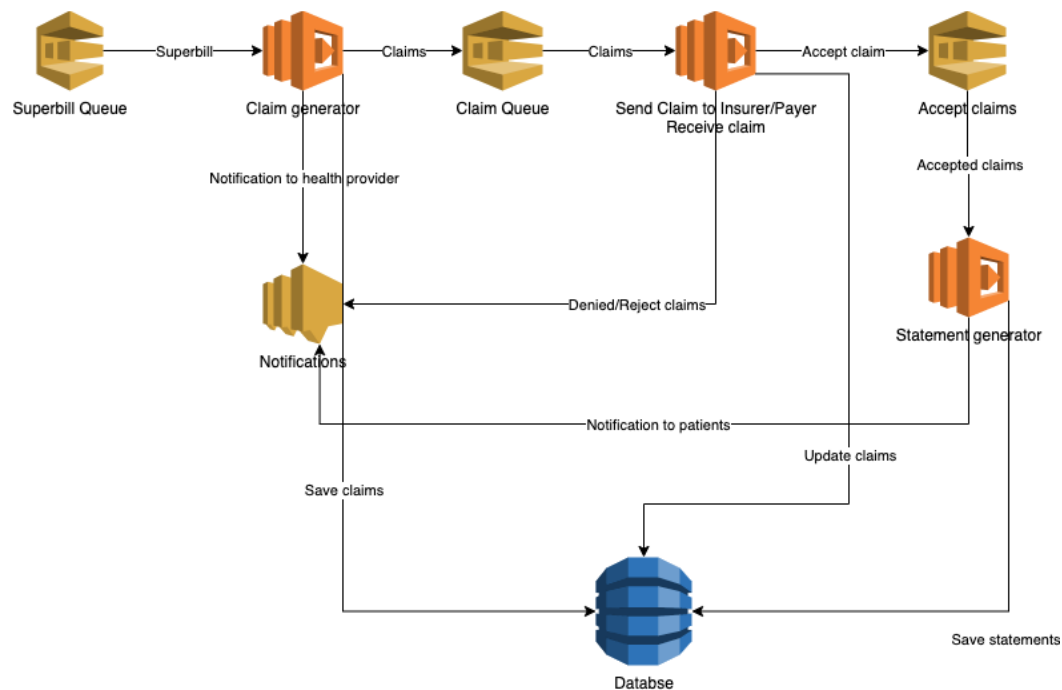 Superbill
Claims
Claims
Accept claim
Superbill Queue
Claim generator
Claim Queue
Send Claim to Insurer/Payer
Receive claim
Accept claims
Accepted claims
Notification to health provider
Denied/Reject claims
Statement generator
Notifications
Notification to patients
Update claims
Save claims
Save statements
Databse